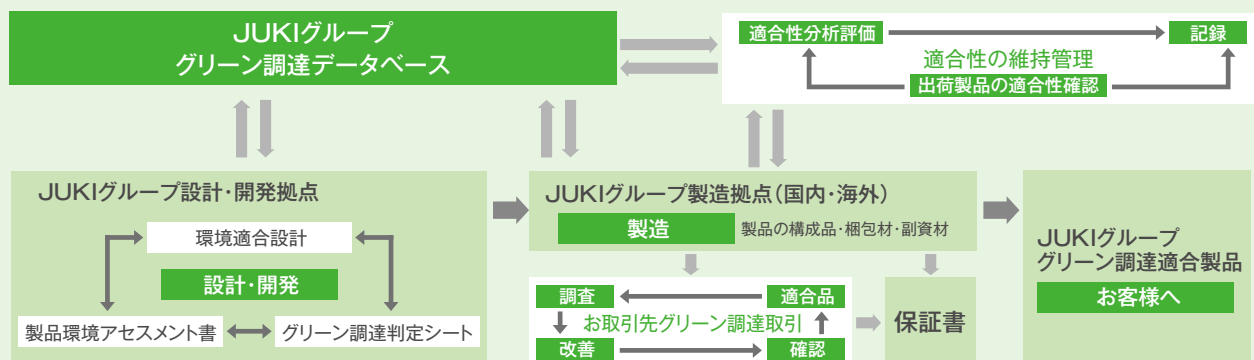 JUKIグループ
グリーン調達データベース
適合性分析評価
記録
適合性の維持管理
出荷製品の適合性確認
JUKIグループ設計・開発拠点
環境適合設計
設計・開発
製品環境アセスメント書
グリーン調達判定シート
JUKIグループ製造拠点(国内・海外)
製造
製品の構成品・梱包材・副資材
調査
適合品
お取引先グリーン調達取引
改善
確認
保証書
JUKIグループ
グリーン調達適合製品
お客様へ